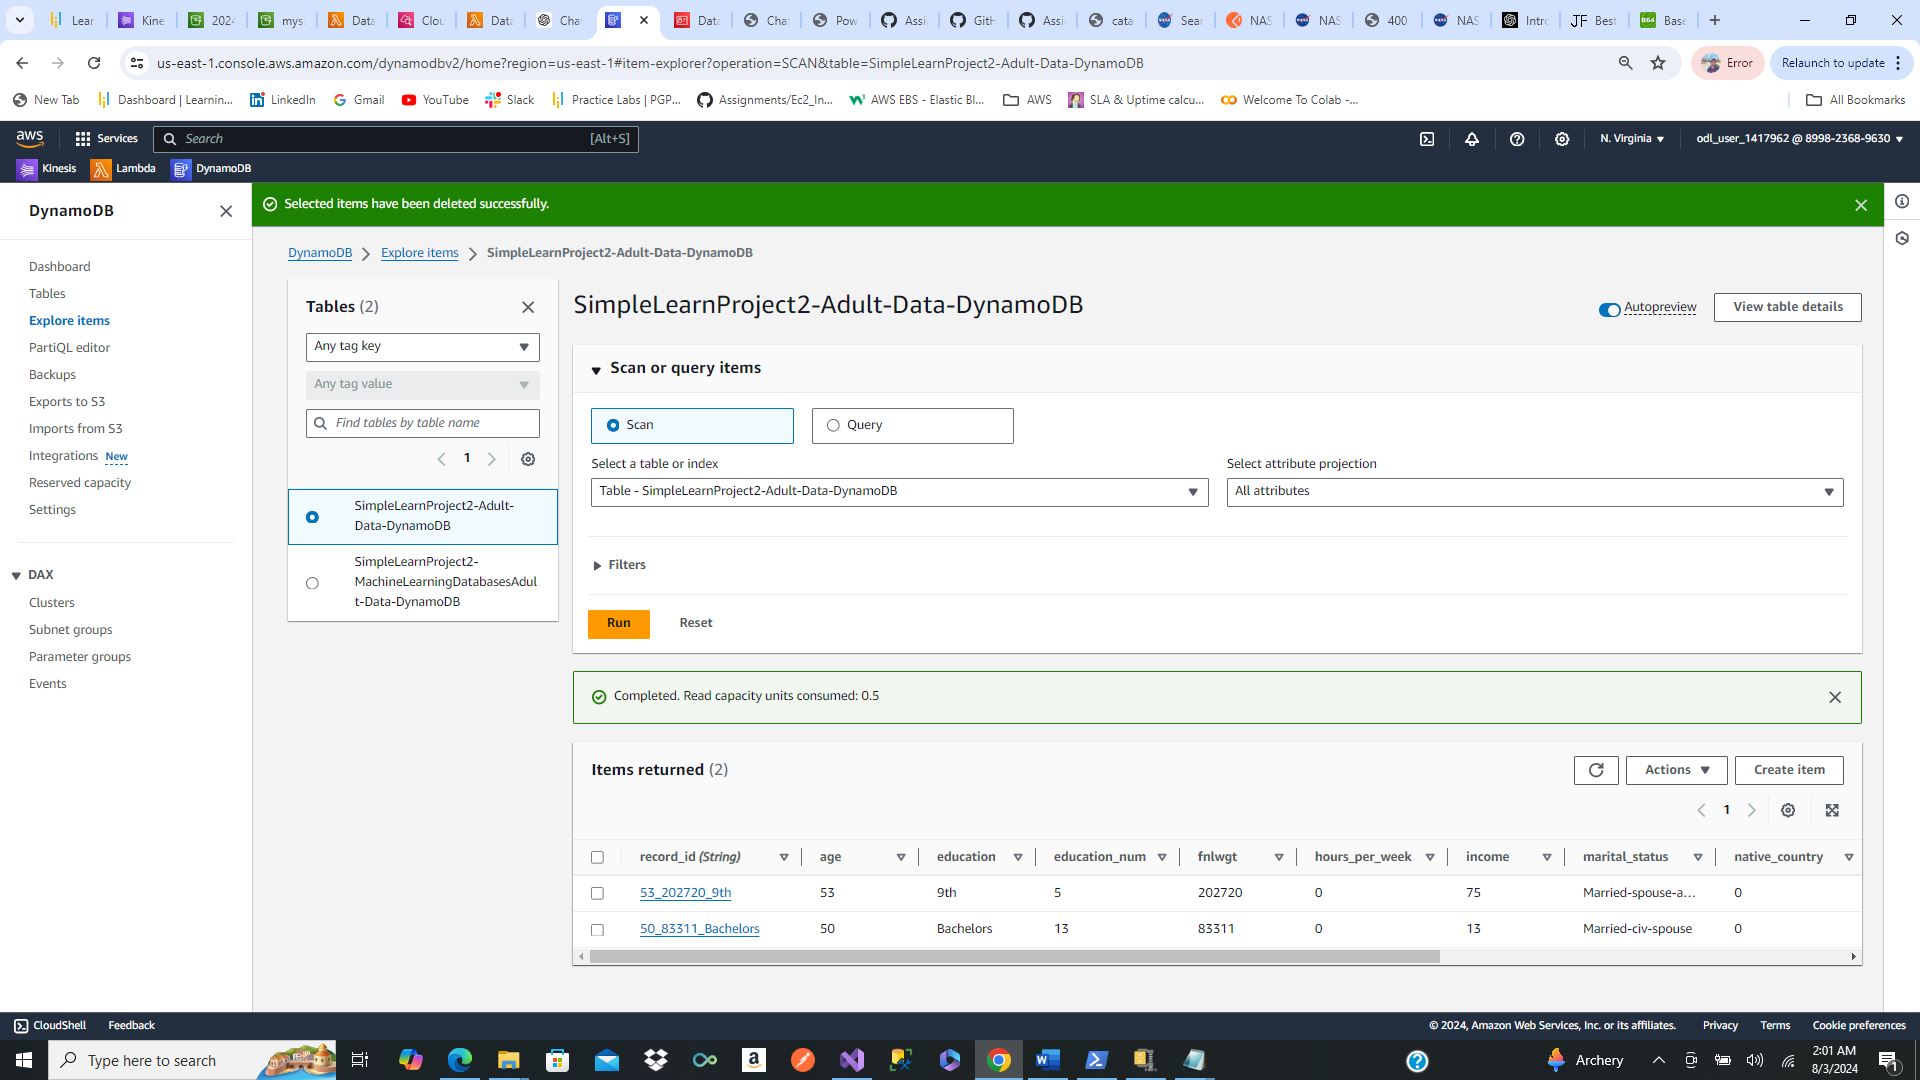 Lear
Kine
2024
mys.
Data
Clou
Data
Cha
Data
Cha
Pow
Assi
GitH
Assi
cata
Sear
NAS
NAS
400
NAS
Intro
JF Best
B64 Base
us-east-1.console.aws.amazon.com/dynamodbv2/home?region=us-east-1#item-explorer?operation=SCAN&table=SimpleLearnProject2-Adult-Data-DynamoDB
Error
Relaunch to update
New Tab
Dashboard | Learnin...
LinkedIn
Gmail
YouTube
Slack
Practice Labs | PGP...
Assignments/Ec2_In...
AWS EBS - Elastic Bl...
AWS
SLA & Uptime calcu...
Welcome To Colab -...
All Bookmarks
aws
Services
Search
[Alt+S]
N. Virginia
odl_user_1417962 @ 8998-2368-9630
Kinesis
Lambda
DynamoDB
DynamoDB
Dashboard
Tables
Explore items
PartiQL editor
Backups
Exports to S3
Imports from S3
Integrations New
Reserved capacity
Settings
DAX
Clusters
Subnet groups
Parameter groups
Events
Selected items have been deleted successfully.
DynamoDB
Explore items
SimpleLearnProject2-Adult-Data-DynamoDB
Tables (2)
Any tag key
Any tag value
Find tables by table name
1
SimpleLearnProject2-Adult-
Data-DynamoDB
SimpleLearnProject2-
MachineLearningDatabasesAdul
t-Data-DynamoDB
SimpleLearnProject2-Adult-Data-DynamoDB
Autopreview
View table details
Scan or query items
Scan
Query
Select a table or index
Table - SimpleLearnProject2-Adult-Data-DynamoDB
Select attribute projection
All attributes
Filters
Run
Reset
Completed. Read capacity units consumed: 0.5
Items returned (2)
Actions
Create item
1
record_id (String) age education education_num fnlwgt hours_per_week income marital_status native_country
53_202720_9th 53 9th 5 202720 0 75 Married-spouse-a... 0
50_83311_Bachelors 50 Bachelors 13 83311 0 13 Married-civ-spouse 0
CloudShell
Feedback
© 2024, Amazon Web Services, Inc. or its affiliates.
Privacy
Terms
Cookie preferences
Type here to search
Archery
2:01 AM
8/3/2024
1